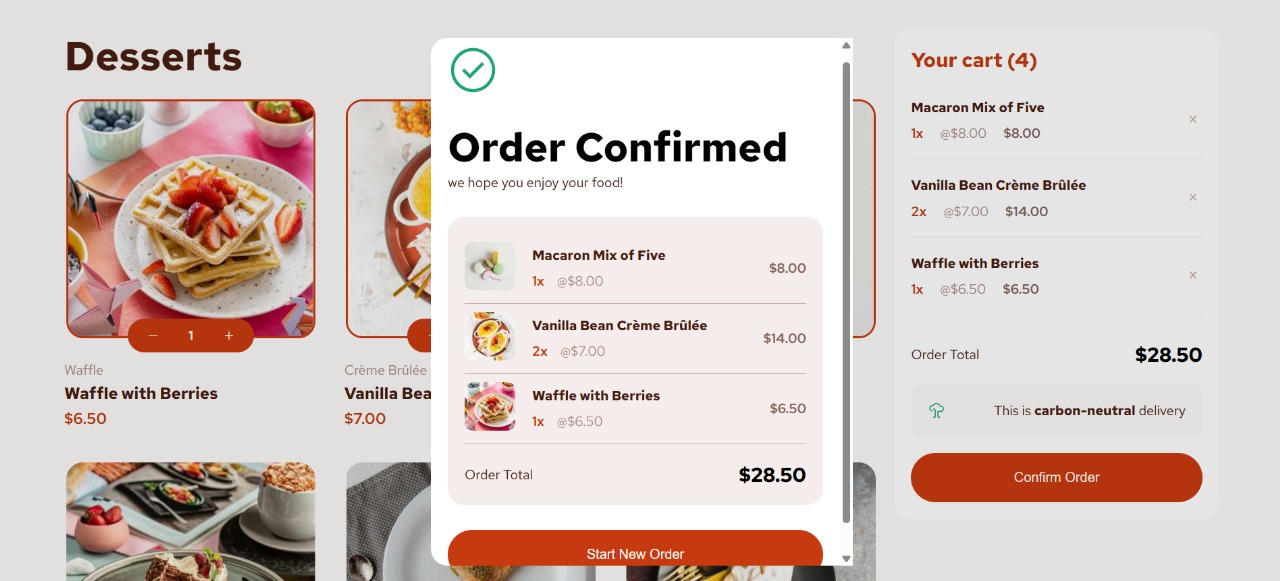 Desserts
1
Waffle
Waffle with Berries
$6.50
Crème Brûlée
Vanilla Bea
$7.00
Order Confirmed
we hope you enjoy your food!
Macaron Mix of Five
1x @$8.00
$8.00
Vanilla Bean Crème Brûlée
2x @$7.00
$14.00
Waffle with Berries
1x @$6.50
$6.50
Order Total $28.50
Start New Order
Your cart (4)
Macaron Mix of Five
1x @$8.00 $8.00
Vanilla Bean Crème Brûlée
2x @$7.00 $14.00
Waffle with Berries
1x @$6.50 $6.50
Order Total $28.50
This is carbon-neutral delivery
Confirm Order